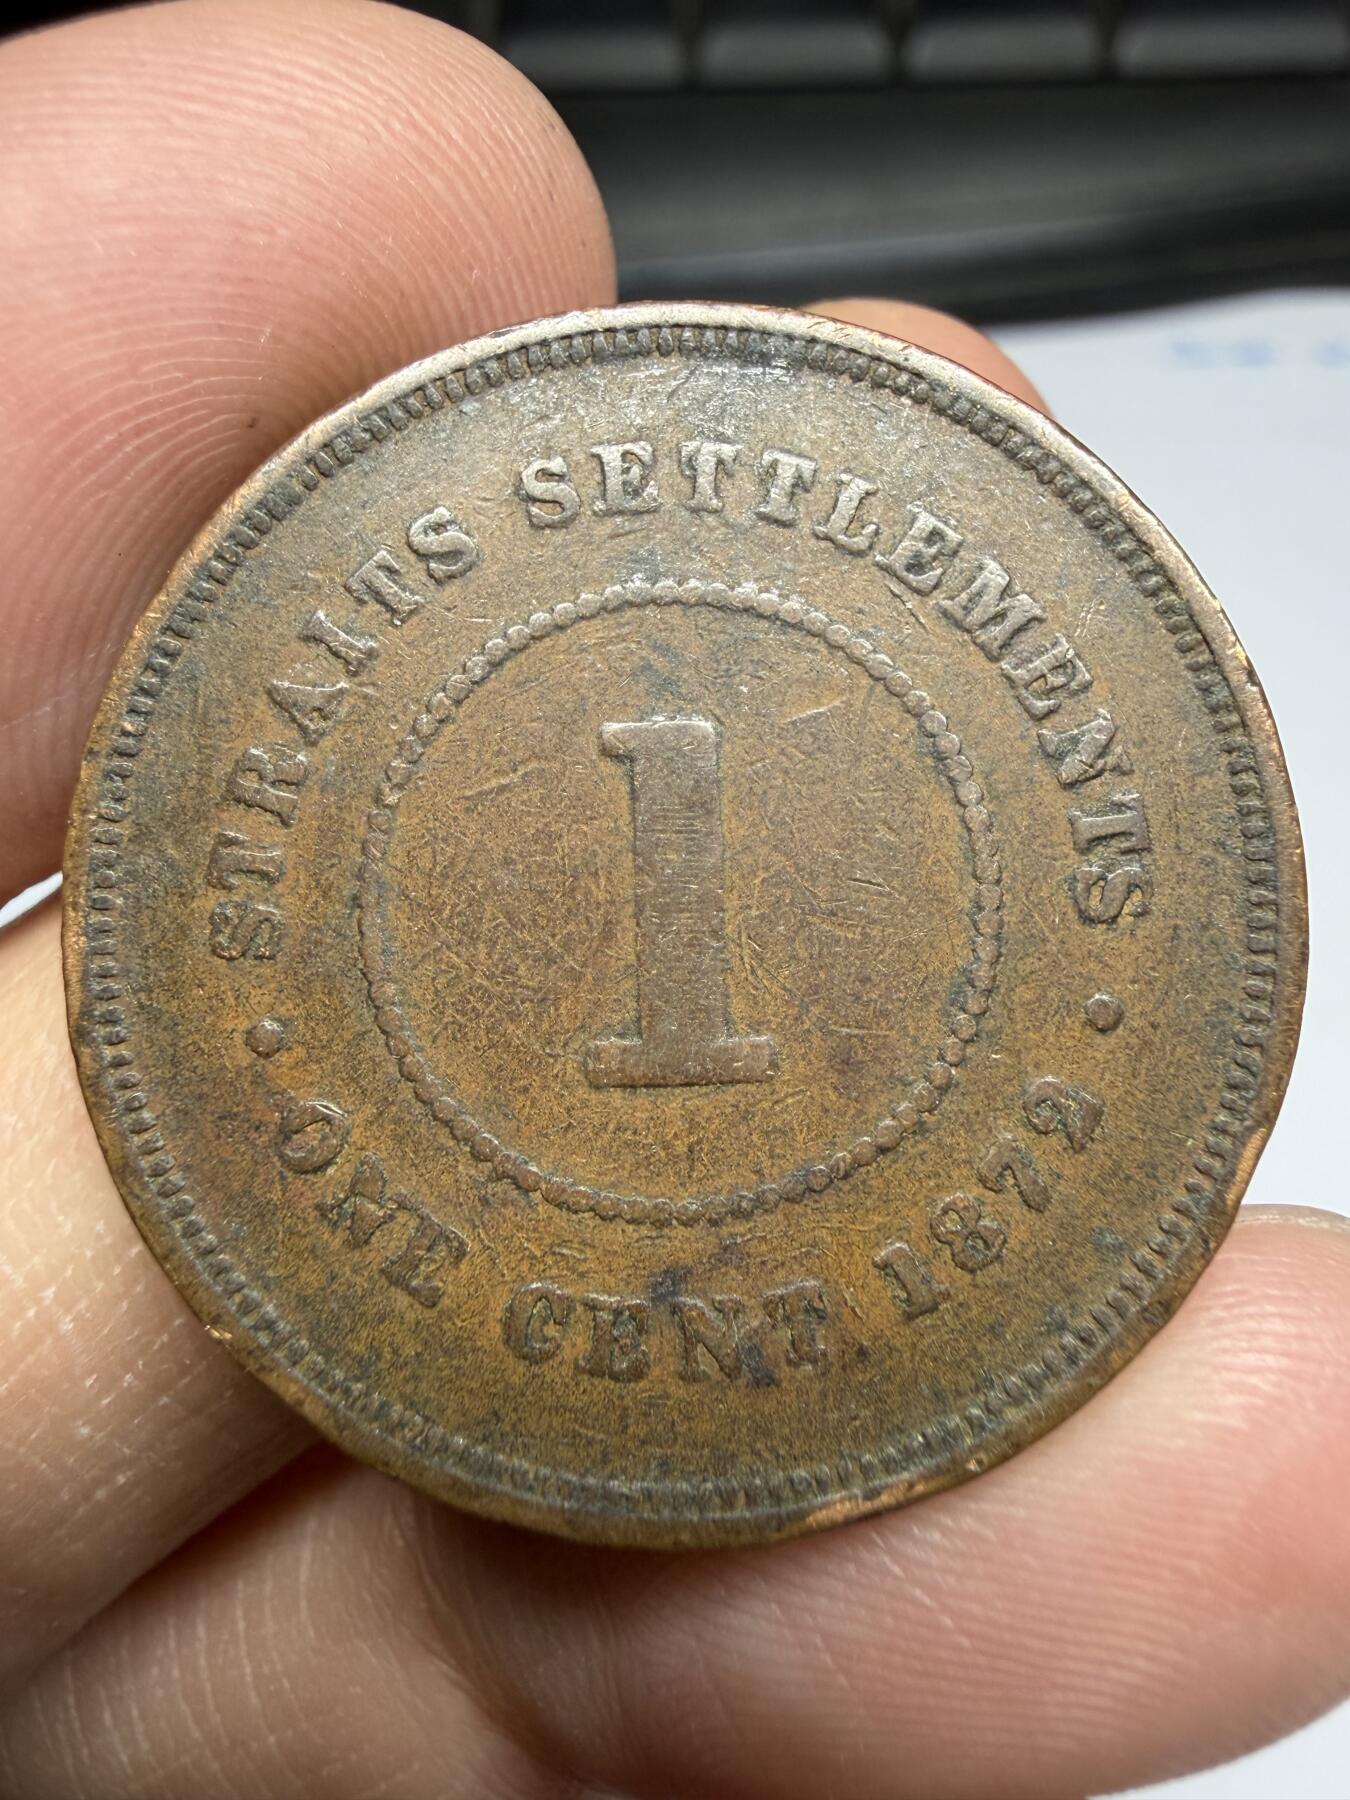 STRAITS SETTLEMENTS
1
• ONE CENT 1872 •